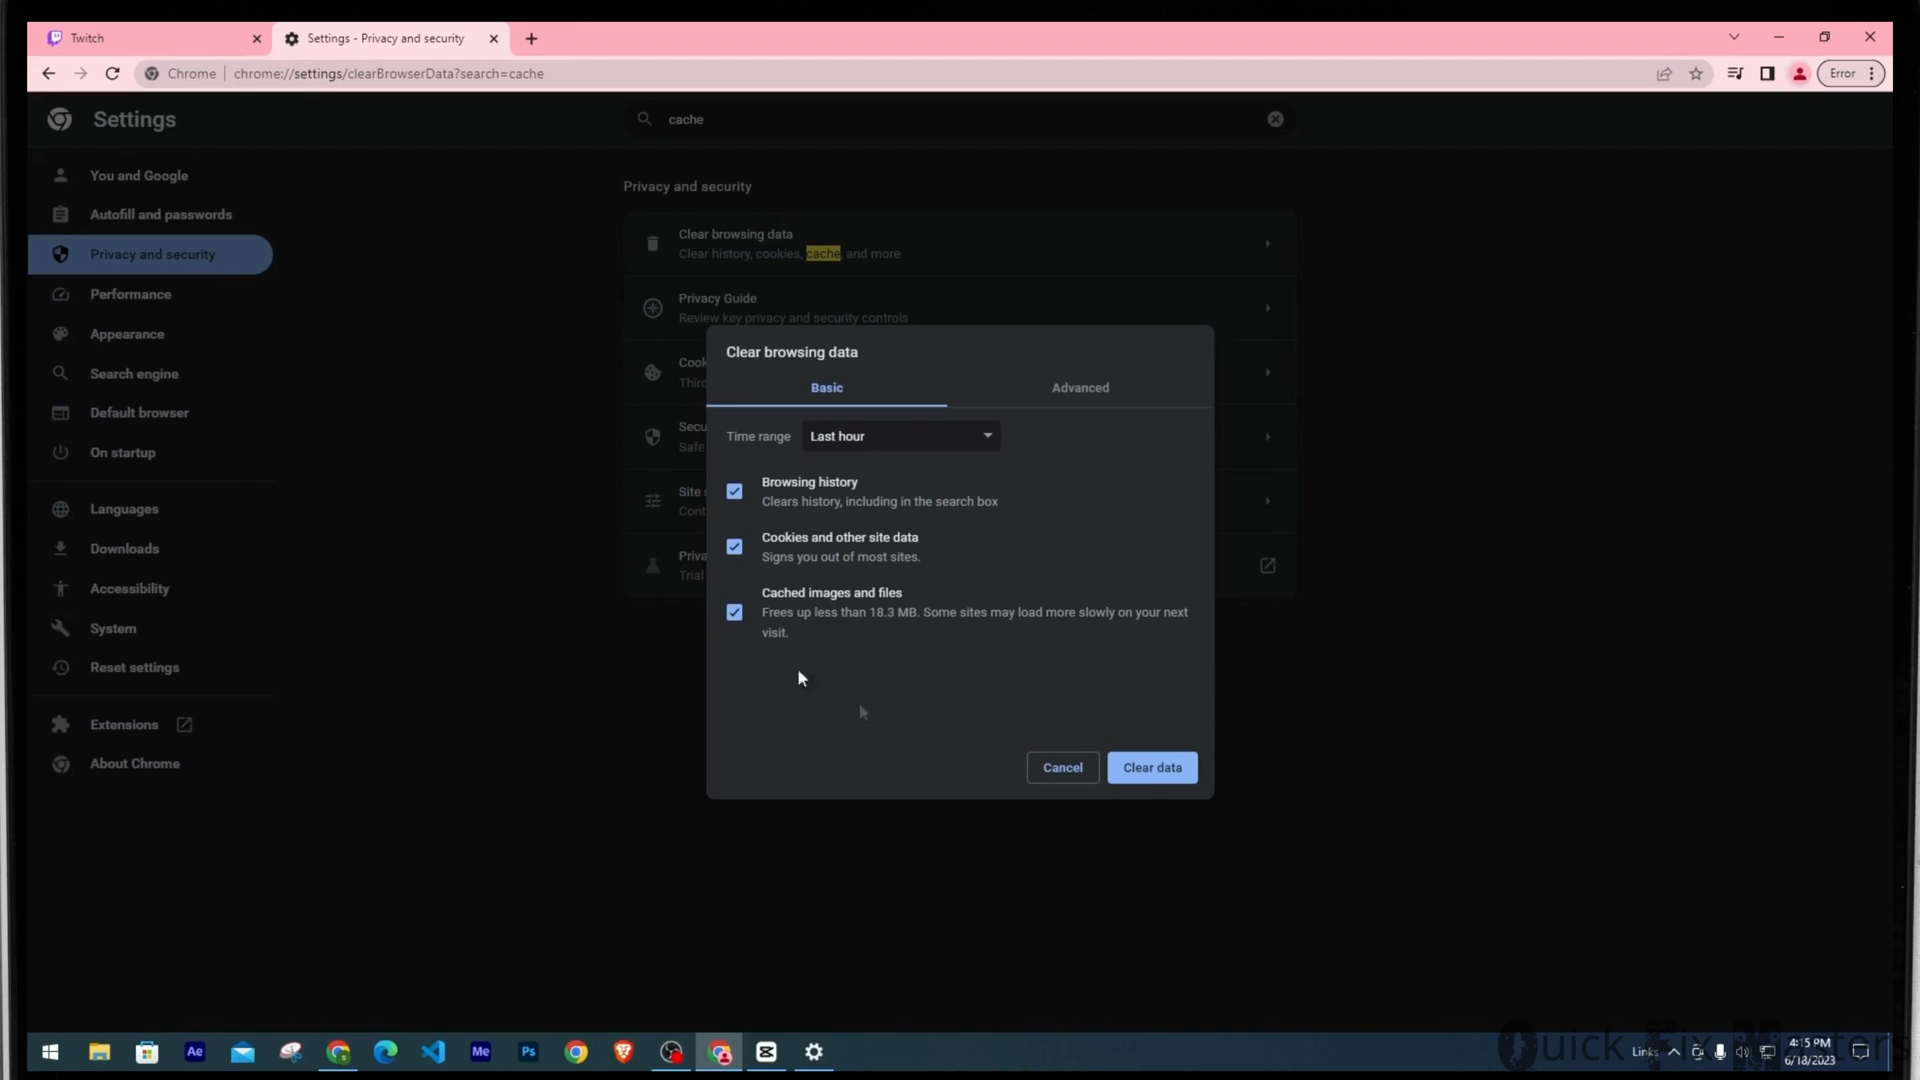 Twitch
Settings - Privacy and security
Chrome
chrome://settings/clearBrowserData?search=cache
Error
Settings
cache
You and Google
Autofill and passwords
Privacy and security
Performance
Appearance
Search engine
Default browser
On startup
Languages
Downloads
Accessibility
System
Reset settings
Extensions
About Chrome
Privacy and security
Clear browsing data
Clear history, cookies, cache, and more
Privacy Guide
Review key privacy and security controls
Clear browsing data
Basic
Advanced
Time range
Last hour
Browsing history
Clears history, including in the search box
Cookies and other site data
Signs you out of most sites.
Cached images and files
Frees up less than 18.3 MB. Some sites may load more slowly on your next
visit.
Cancel
Clear data
Ae
Me
Ps
Quick Fix Masters
Links
4:15 PM
6/18/2023